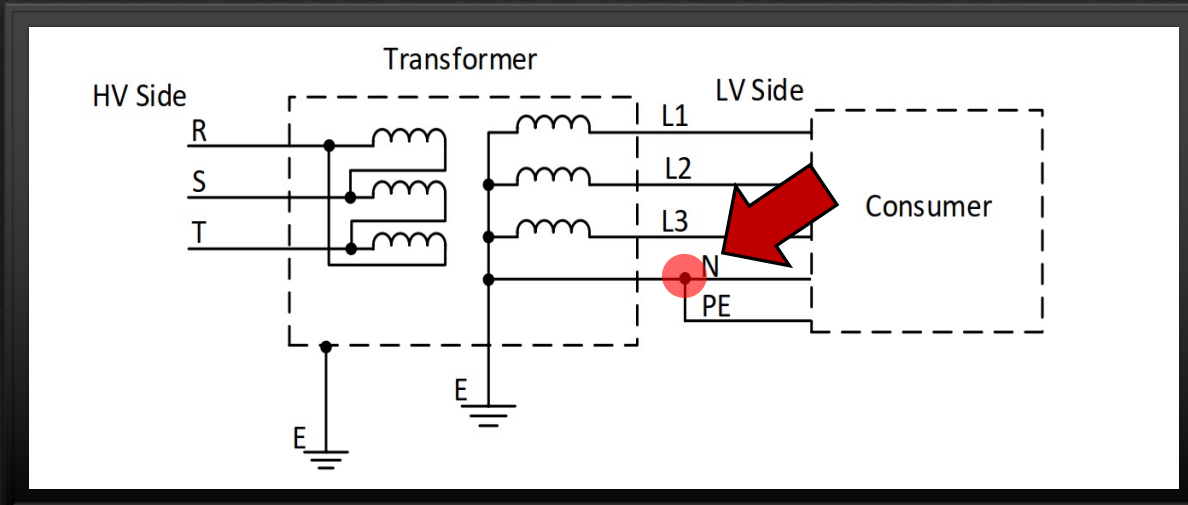 Transformer
HV Side
LV Side
R
L1
S
L2
Consumer
T
L3
N
PE
E
E